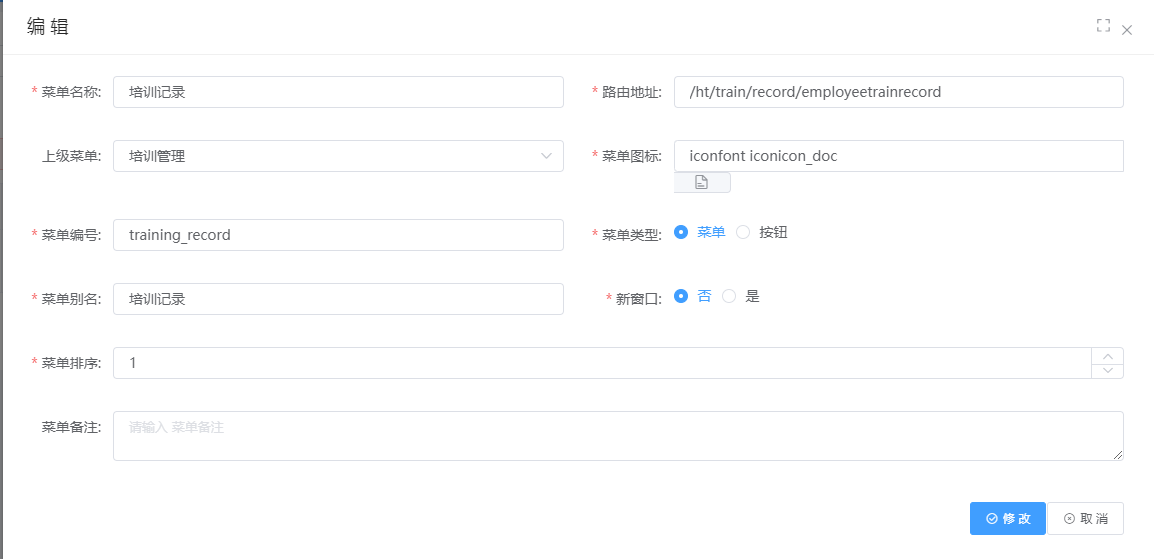 编 辑
* 菜单名称: 培训记录
* 路由地址: /ht/train/record/employeetrainrecord
上级菜单: 培训管理
* 菜单图标: iconfont iconicon_doc
* 菜单编号: training_record
* 菜单类型: 菜单 按钮
* 菜单别名: 培训记录
* 新窗口: 否 是
* 菜单排序: 1
菜单备注: 请输入 菜单备注
修 改 取 消